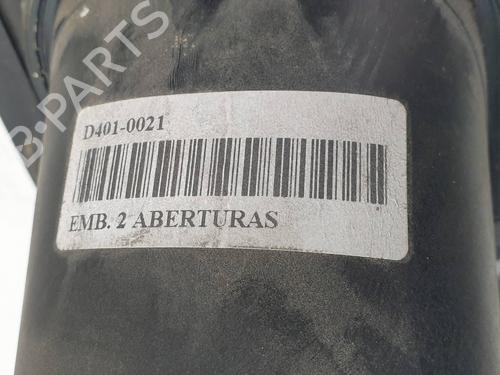 B-PARTS
D401-0021
EMB. 2 ABERTURAS